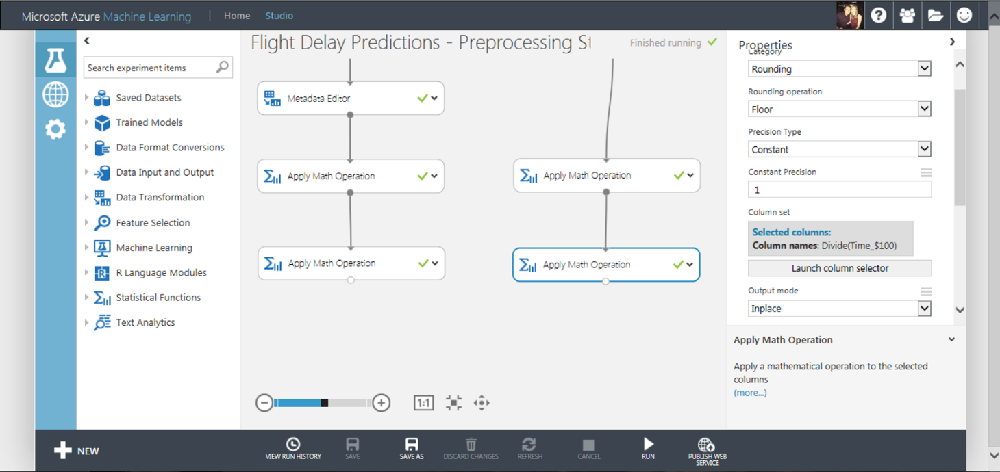 Microsoft Azure Machine Learning | Home Studio
Search experiment items
Saved Datasets
Trained Models
Data Format Conversions
Data Input and Output
Data Transformation
Feature Selection
Machine Learning
R Language Modules
Statistical Functions
Text Analytics
Flight Delay Predictions - Preprocessing St
Finished running
Metadata Editor
Apply Math Operation
Apply Math Operation
Apply Math Operation
Apply Math Operation
1:1
Properties
Category
Rounding
Rounding operation
Floor
Precision Type
Constant
Constant Precision
1
Column set
Selected columns:
Column names: Divide(Time_$100)
Launch column selector
Output mode
Inplace
Apply Math Operation
Apply a mathematical operation to the selected
columns
(more...)
NEW
VIEW RUN HISTORY
SAVE
SAVE AS
DISCARD CHANGES
REFRESH
CANCEL
RUN
PUBLISH WEB
SERVICE